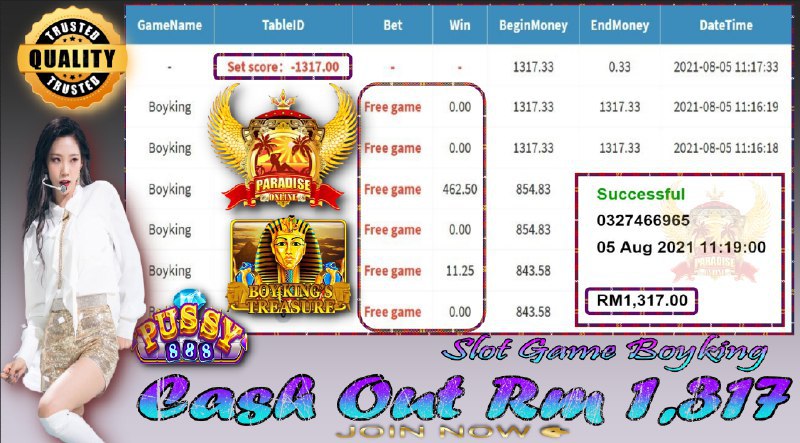 TRUSTED
QUALITY
TRUSTED
GameName TableID Bet Win BeginMoney EndMoney DateTime
- Set score: -1317.00 - - 1317.33 0.33 2021-08-05 11:17:33
Boyking Free game 0.00 1317.33 1317.33 2021-08-05 11:16:19
Boyking Free game 0.00 1317.33 1317.33 2021-08-05 11:16:18
Boyking Free game 462.50 854.83
Boyking Free game 0.00 854.83
Boyking Free game 11.25 843.58
Free game 0.00 843.58
PARADISE
ONLINE
BOYKING'S
TREASURE
PUSSY
888
Successful
0327466965
05 Aug 2021 11:19:00
PARADISE
RM1,317.00
Slot Game Boyking
Cash Out Rm 1,317
JOIN NOW